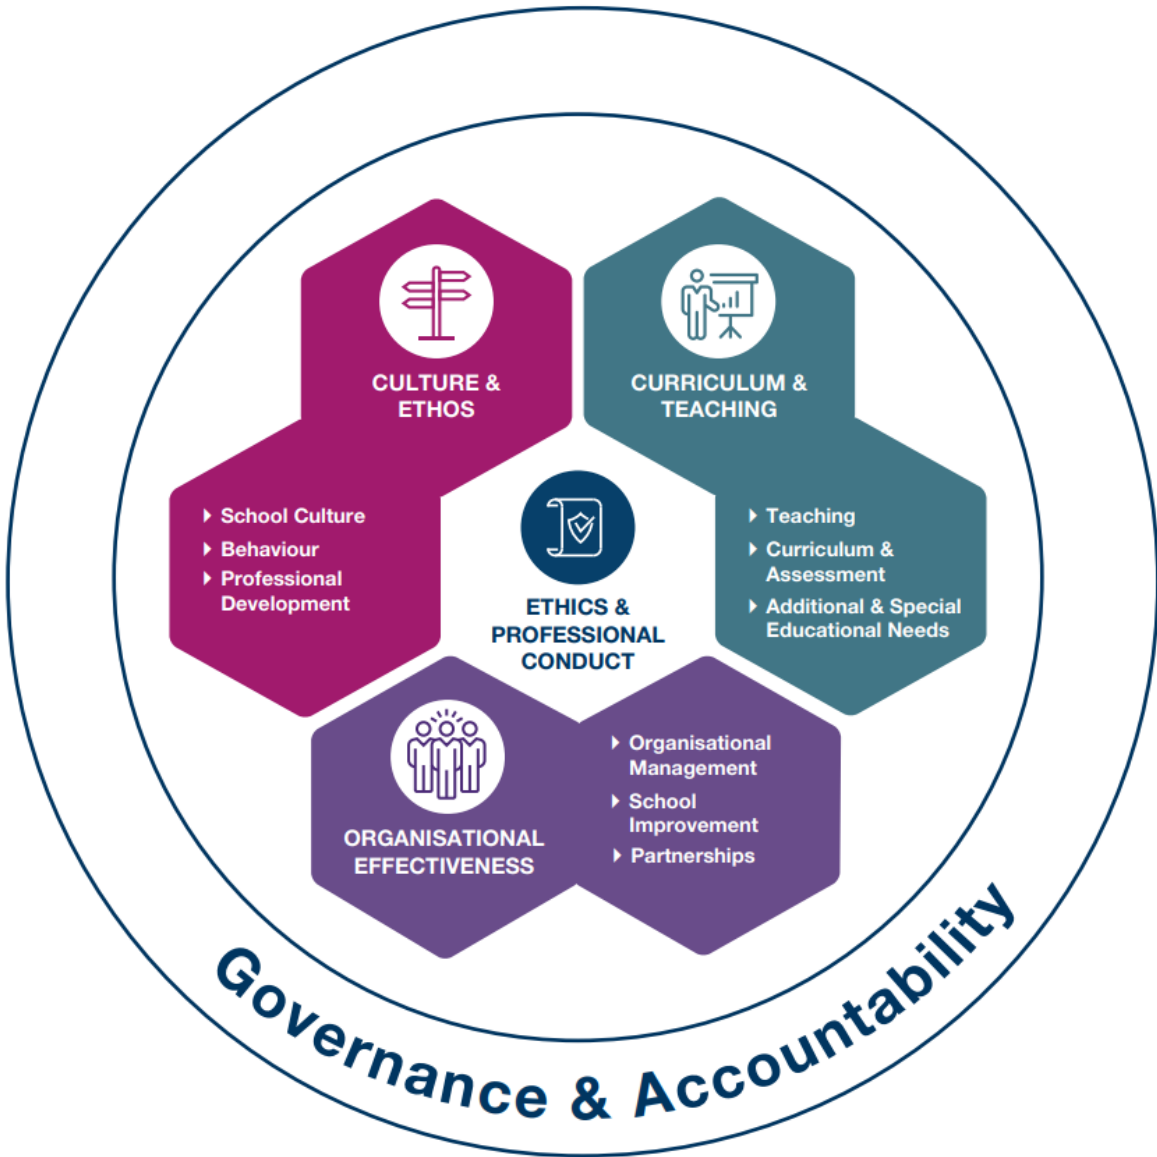 CULTURE &
ETHOS
School Culture
Behaviour
Professional
Development
CURRICULUM &
TEACHING
Teaching
Curriculum &
Assessment
Additional & Special
Educational Needs
ETHICS &
PROFESSIONAL
CONDUCT
ORGANISATIONAL
EFFECTIVENESS
Organisational
Management
School
Improvement
Partnerships
Governance & Accountability